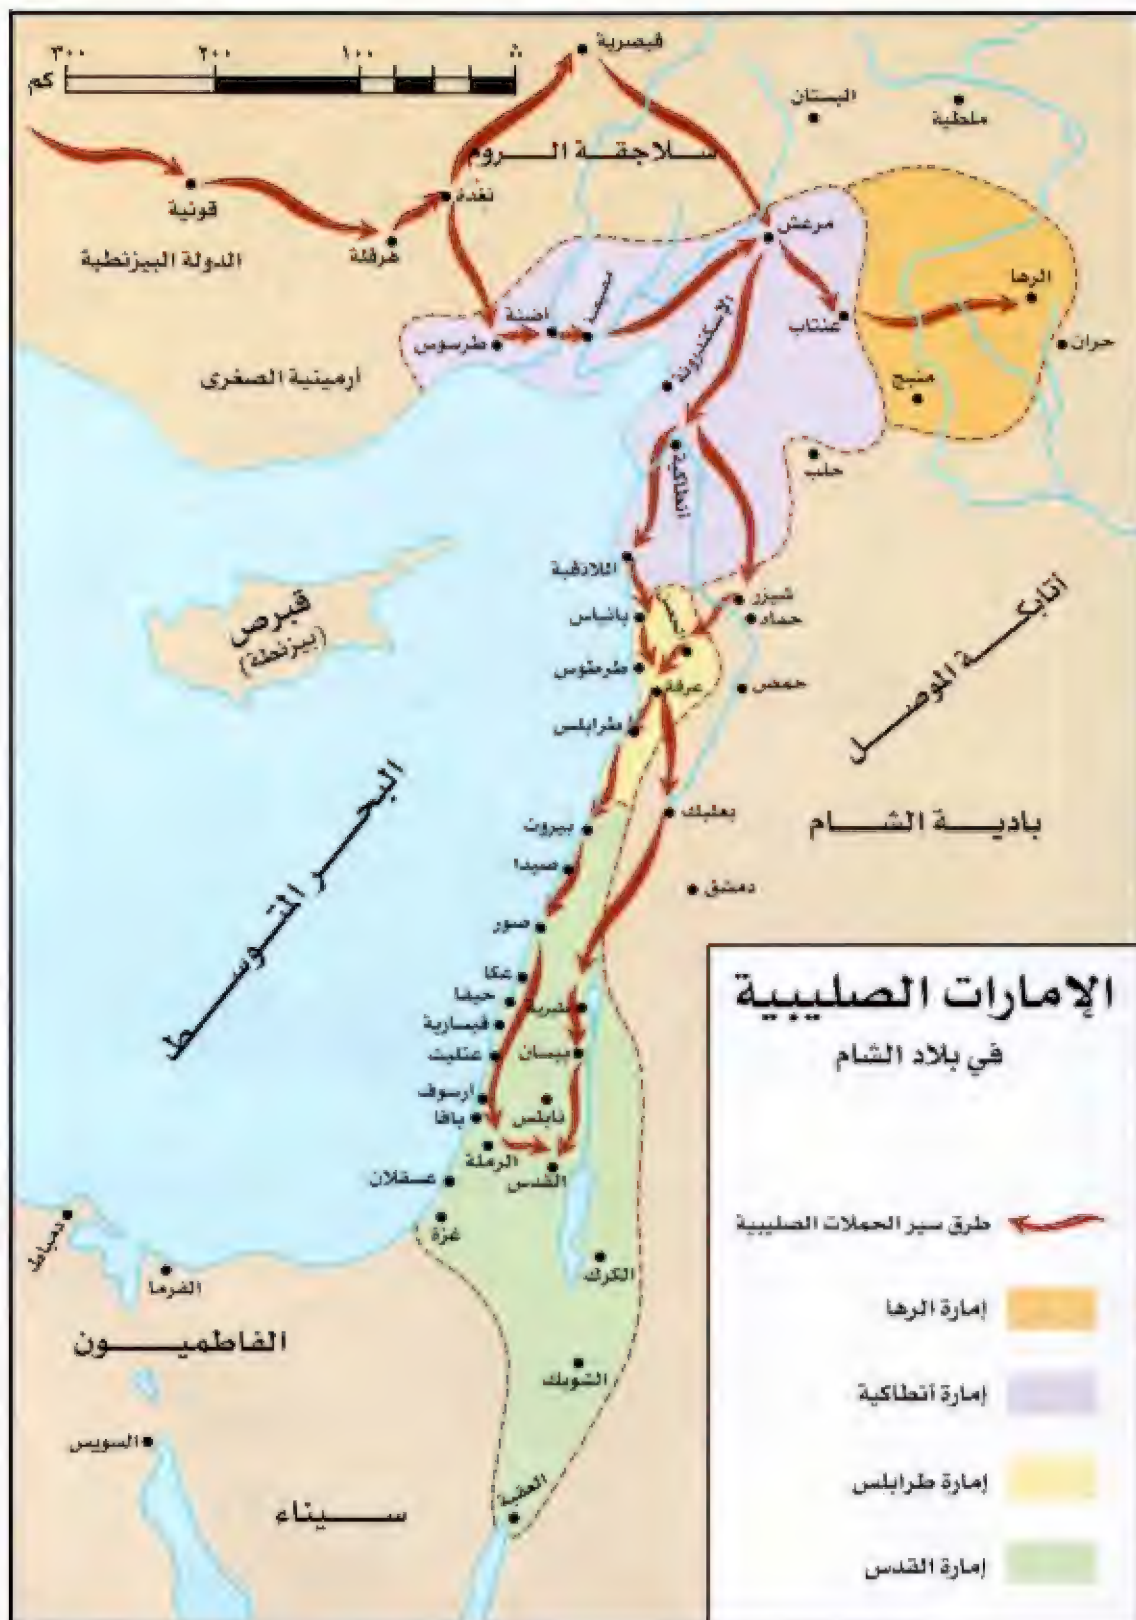 ٣٠٠ ٢٠٠ ١٠٠
كم
قيصرية
البستان
ملطية
سلاجقة الروم
قونية
نغدة
هرقلة
مرعش
الدولة البيزنطية
الرها
اضنة
مصيصة
عنتاب
طرسوس
حران
الإسكندرونة
أرمينية الصغرى
منبج
حلب
أنطاكية
اللاذقية
شيزر
بانياس
حماه
قبرص
(بيزنطة)
أتابكة الموصل
طرطوس
عرقة
حمص
طرابلس
البحر المتوسط
بعلبك
بادية الشام
بيروت
صيدا
دمشق
صور
عكا
حيفا
طبرية
قيسارية
عتليت
بيسان
ارسوف
يافا
نابلس
الرملة
القدس
عسقلان
غزة
دمياط
الفرما
الكرك
الفاطميون
الشوبك
السويس
العقبة
سيناء
الإمارات الصليبية
في بلاد الشام
طرق سير الحملات الصليبية
إمارة الرها
إمارة أنطاكية
إمارة طرابلس
إمارة القدس